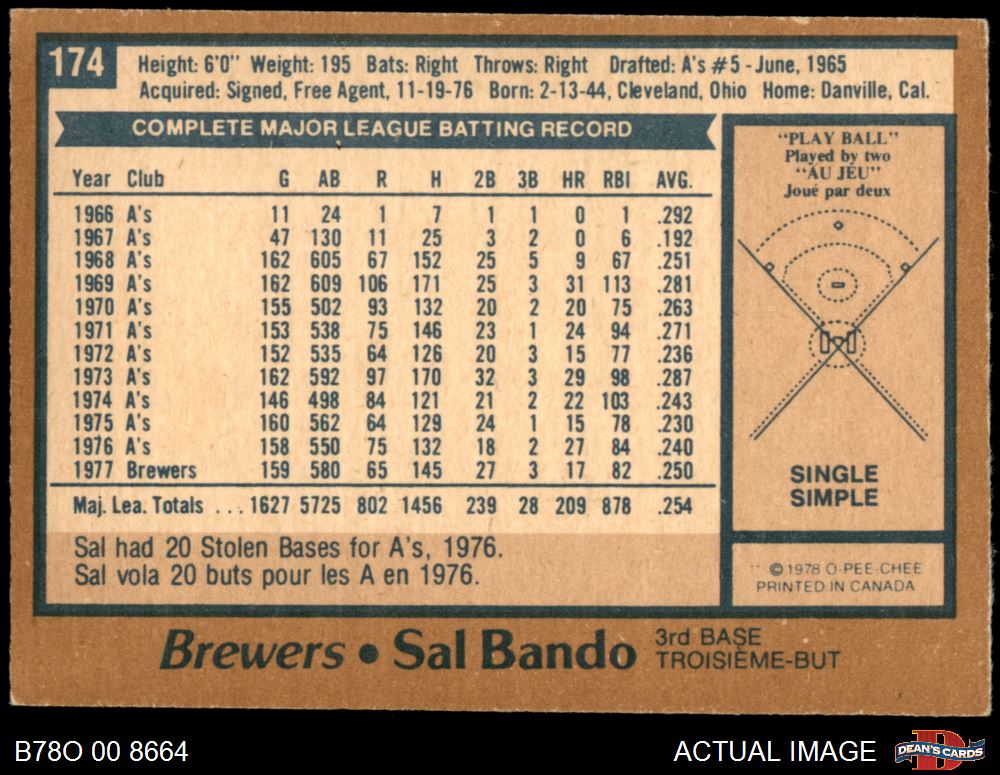 174
Height: 6'0" Weight: 195 Bats: Right Throws: Right Drafted: A's #5 - June, 1965
Acquired: Signed, Free Agent, 11-19-76 Born: 2-13-44, Cleveland, Ohio Home: Danville, Cal.
COMPLETE MAJOR LEAGUE BATTING RECORD
Year Club G AB R H 2B 3B HR RBI AVG.
1966 A's 11 24 1 7 1 1 0 1 .292
1967 A's 47 130 11 25 3 2 0 6 .192
1968 A's 162 605 67 152 25 5 9 67 .251
1969 A's 162 609 106 171 25 3 31 113 .281
1970 A's 155 502 93 132 20 2 20 75 .263
1971 A's 153 538 75 146 23 1 24 94 .271
1972 A's 152 535 64 126 20 3 15 77 .236
1973 A's 162 592 97 170 32 3 29 98 .287
1974 A's 146 498 84 121 21 2 22 103 .243
1975 A's 160 562 64 129 24 1 15 78 .230
1976 A's 158 550 75 132 18 2 27 84 .240
1977 Brewers 159 580 65 145 27 3 17 82 .250
Maj. Lea. Totals ...1627 5725 802 1456 239 28 209 878 .254
Sal had 20 Stolen Bases for A's, 1976.
Sal vola 20 buts pour les A en 1976.
"PLAY BALL"
Played by two
"AU JEU"
Joué par deux
SINGLE
SIMPLE
© 1978 O-PEE-CHEE
PRINTED IN CANADA
Brewers • Sal Bando 3rd BASE
TROISIÈME-BUT
B78O 00 8664
ACTUAL IMAGE
D
B
DEAN'S CARDS